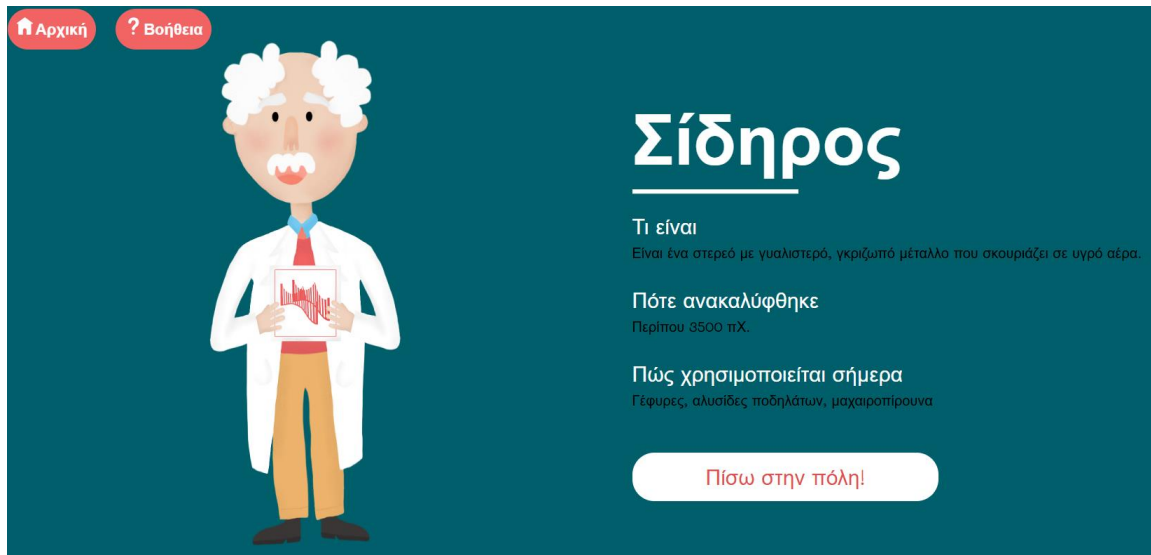 Αρχική
? Βοήθεια
Σίδηρος
Τι είναι
Είναι ένα στερεό με γυαλιστερό, γκριζωπό μέταλλο που σκουριάζει σε υγρό αέρα.
Πότε ανακαλύφθηκε
Περίπου 3500 πΧ.
Πώς χρησιμοποιείται σήμερα
Γέφυρες, αλυσίδες ποδηλάτων, μαχαιροπίρουνα
Πίσω στην πόλη!